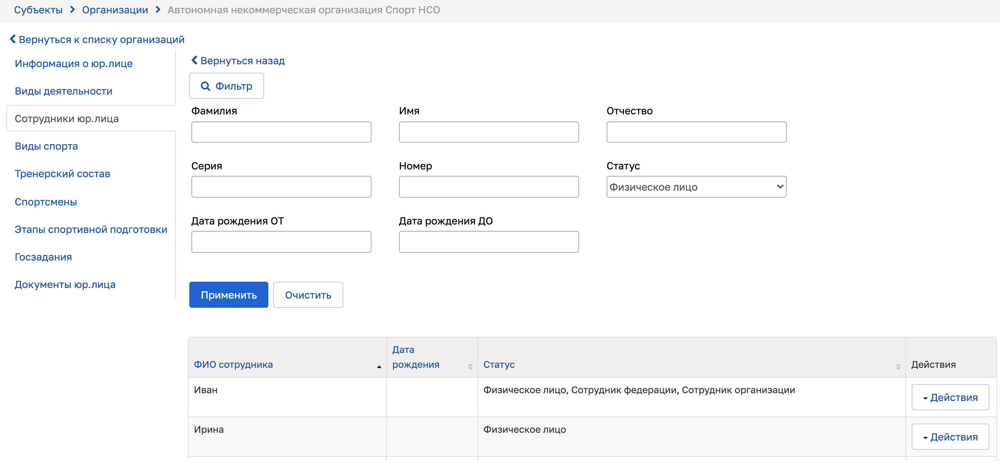 Субъекты > Организации > Автономная некоммерческая организация Спорт НСО
Вернуться к списку организаций
Информация о юр.лице
Виды деятельности
Сотрудники юр.лица
Виды спорта
Тренерский состав
Спортсмены
Этапы спортивной подготовки
Госзадания
Документы юр.лица
Вернуться назад
Фильтр
Фамилия Имя Отчество
Серия Номер Статус
Физическое лицо
Дата рождения ОТ Дата рождения ДО
Применить Очистить
ФИО сотрудника Дата рождения Статус Действия
Иван Физическое лицо, Сотрудник федерации, Сотрудник организации Действия
Ирина Физическое лицо Действия